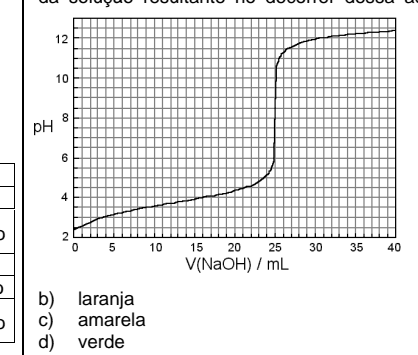 da solução resultante no decorrer dessa
12
10
pH
8
6
4
2
0 5 10 15 20 25 30 35 40
V(NaOH) / mL
b) laranja
c) amarela
d) verde